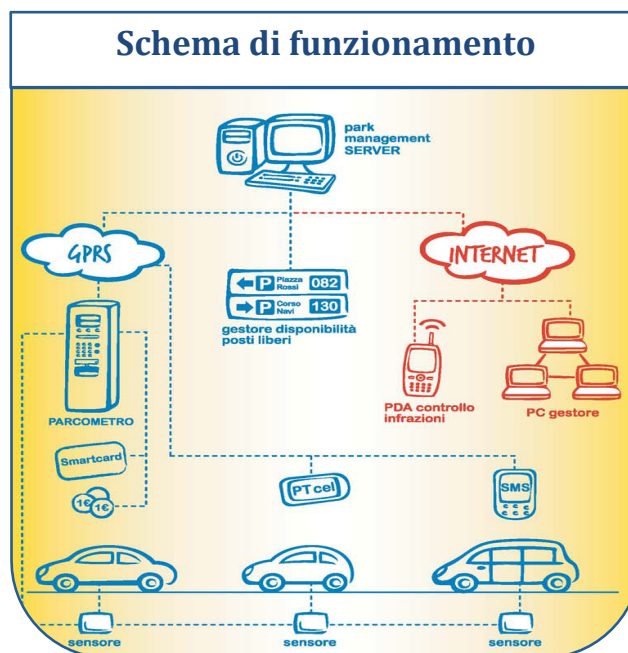 Schema di funzionamento
park
management
SERVER
GPRS
INTERNET
P Piazza Rossi 082
P Corso Navi 130
gestore disponibilità
posti liberi
PDA controllo
infrazioni
PC gestore
PARCOMETRO
Smartcard
1€ 1€
PT cel
SMS
sensore
sensore
sensore